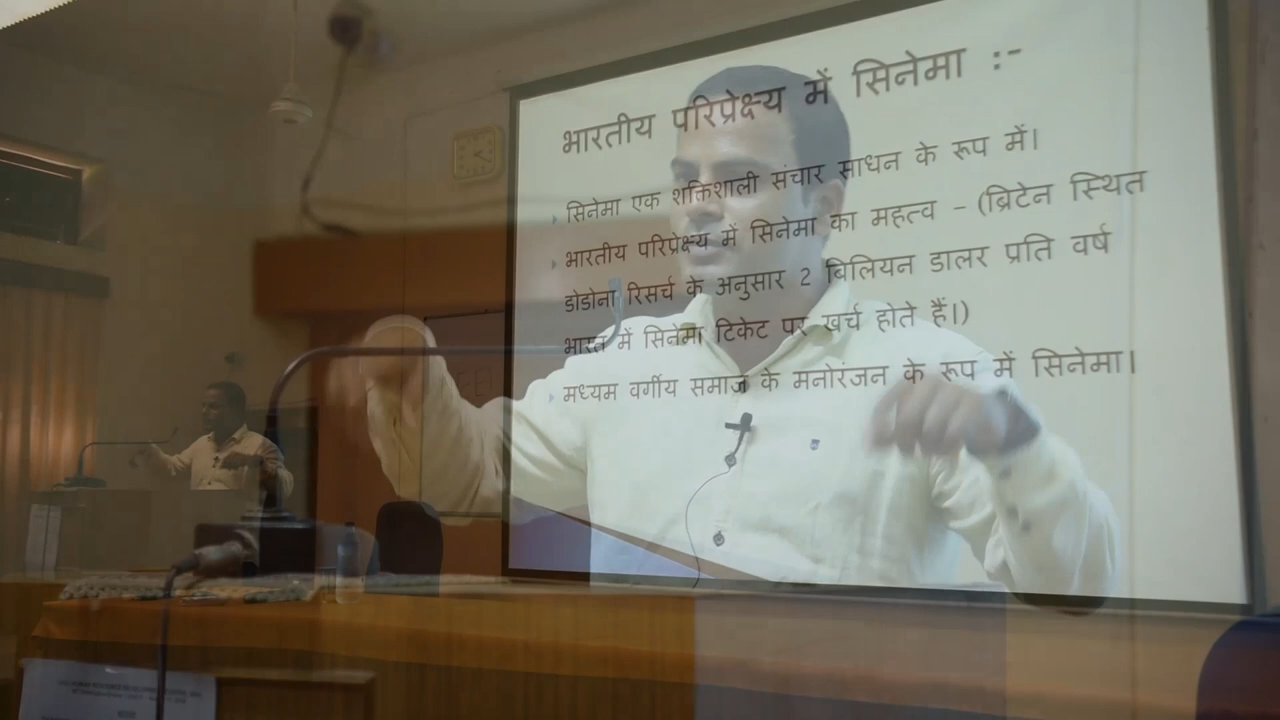 भारतीय परिप्रेक्ष्य में सिनेमा :-
सिनेमा एक शक्तिशाली संचार साधन के रूप में।
भारतीय परिप्रेक्ष्य में सिनेमा का महत्व – (ब्रिटेन स्थित
डोडोना रिसर्च के अनुसार 2 बिलियन डालर प्रति वर्ष
भारत में सिनेमा टिकेट पर खर्च होते हैं।)
मध्यम वर्गीय समाज के मनोरंजन के रूप में सिनेमा।